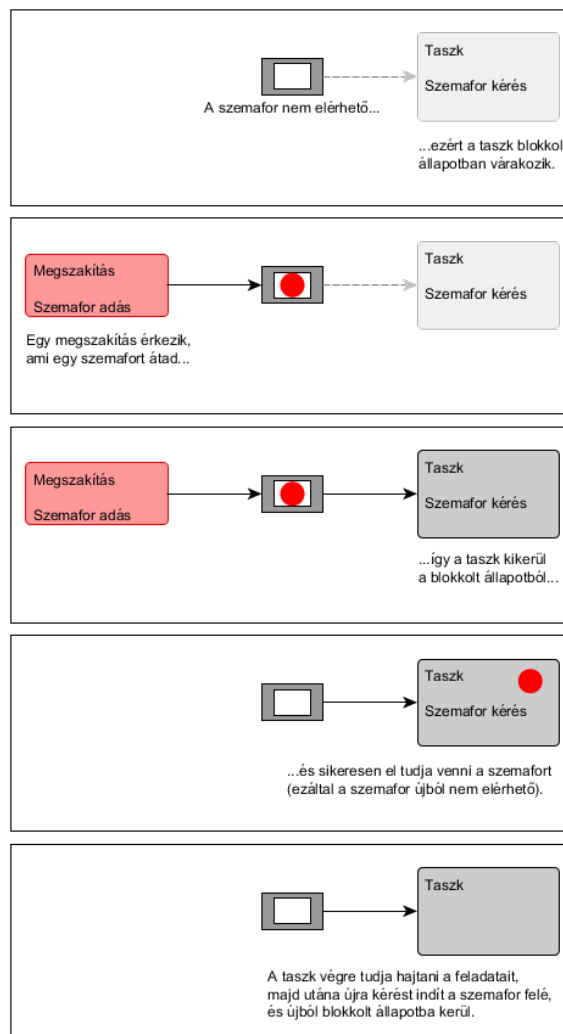 Taszk
Szemafor kérés
A szemafor nem elérhető...
...ezért a taszk blokkol
állapotban várakozik.
Megszakítás
Szemafor adás
Egy megszakítás érkezik,
ami egy szemafort átad...
Taszk
Szemafor kérés
Megszakítás
Szemafor adás
Taszk
Szemafor kérés
...így a taszk kikerül
a blokkolt állapotból...
Taszk
Szemafor kérés
...és sikeresen el tudja venni a szemafort
(ezáltal a szemafor újból nem elérhető).
Taszk
A taszk végre tudja hajtani a feladatait,
majd utána újra kérést indít a szemafor felé,
és újból blokkolt állapotba kerül.